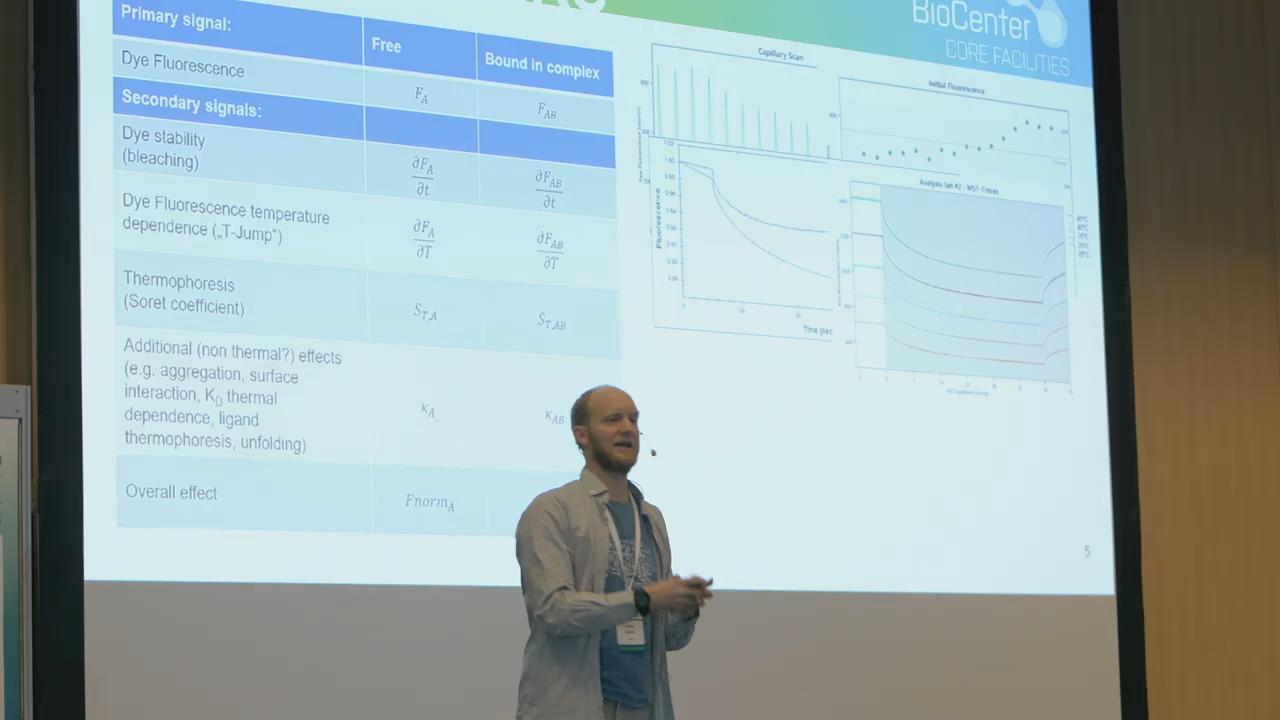 BioCenter
CORE FACILITIES
Primary signal:
Free
Bound in complex
Dye Fluorescence
F_A
F_AB
Secondary signals:
Dye stability
(bleaching)
∂F_A/∂t
∂F_AB/∂t
Dye Fluorescence temperature
dependence („T-Jump“)
∂F_A/∂T
∂F_AB/∂T
Thermophoresis
(Soret coefficient)
S_T,A
S_T,AB
Additional (non thermal?) effects
(e.g. aggregation, surface
interaction, K_D thermal
dependence, ligand
thermophoresis, unfolding)
κ_A
κ_AB
Overall effect
Fnorm_A
Capillary Scan
Initial Fluorescence
Fluorescence
Time [sec
Analysis-Set #2 - MST-Traces
5